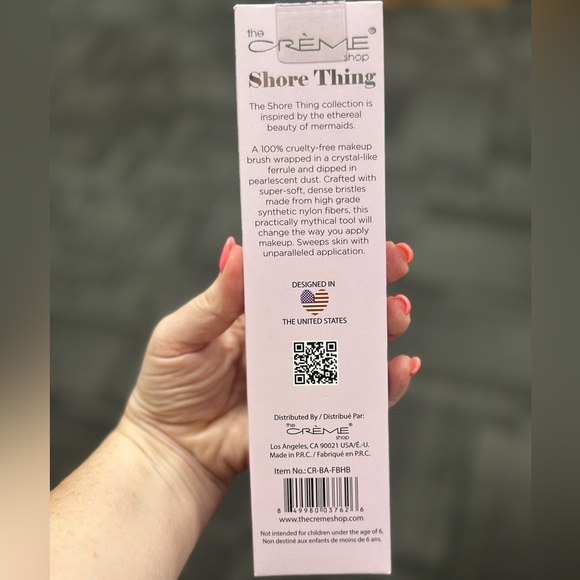 the
CRÈME®
shop
Shore Thing
The Shore Thing collection is
inspired by the ethereal
beauty of mermaids.
A 100% cruelty-free makeup
brush wrapped in a crystal-like
ferrule and dipped in
pearlescent dust. Crafted with
super-soft, dense bristles
made from high grade
synthetic nylon fibers, this
practically mythical tool will
change the way you apply
makeup. Sweeps skin with
unparalleled application.
DESIGNED IN
THE UNITED STATES
Distributed By / Distribué Par:
the
CRÈME®
shop
Los Angeles, CA 90021 USA/É.-U.
Made in P.R.C. / Fabriqué en P.R.C.
Item No.: CR-BA-FBHB
8 49980 03762 6
www.thecremeshop.com
Not intended for children under the age of 6.
Non destiné aux enfants de moins de 6 ans.